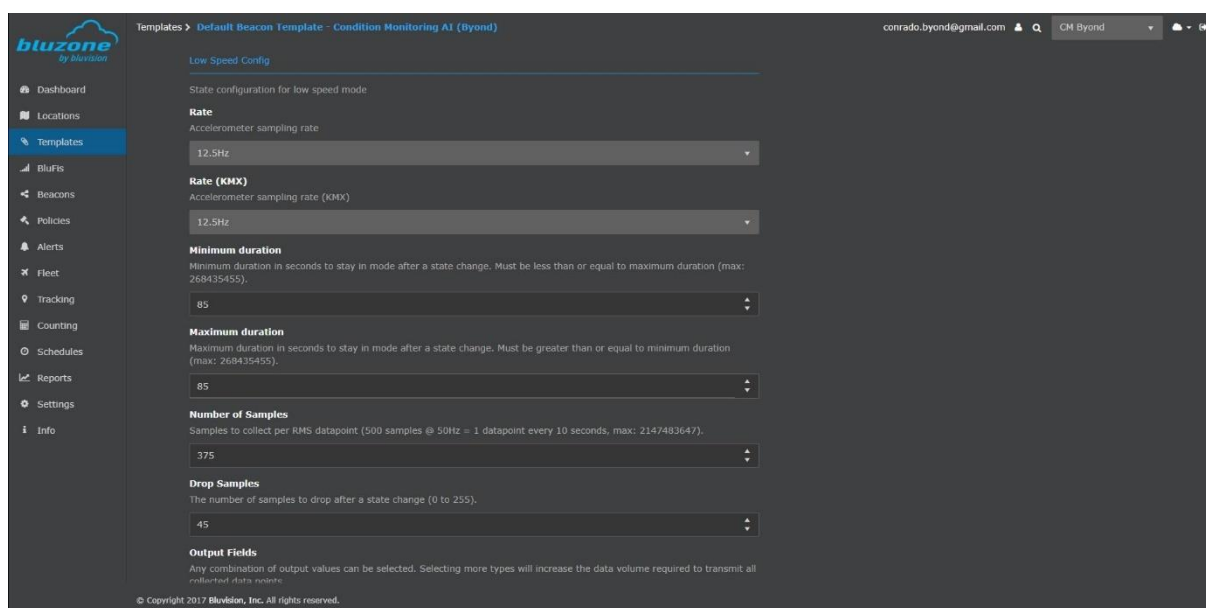 bluzone
by bluvision
Templates > Default Beacon Template - Condition Monitoring AI (Byond)
conrado.byond@gmail.com
CM Byond
Dashboard
Locations
Templates
BluFis
Beacons
Policies
Alerts
Fleet
Tracking
Counting
Schedules
Reports
Settings
Info
Low Speed Config
State configuration for low speed mode
Rate
Accelerometer sampling rate
12.5Hz
Rate (KMX)
Accelerometer sampling rate (KMX)
12.5Hz
Minimum duration
Minimum duration in seconds to stay in mode after a state change. Must be less than or equal to maximum duration (max:
268435455).
85
Maximum duration
Maximum duration in seconds to stay in mode after a state change. Must be greater than or equal to minimum duration
(max: 268435455).
85
Number of Samples
Samples to collect per RMS datapoint (500 samples @ 50Hz = 1 datapoint every 10 seconds, max: 2147483647).
375
Drop Samples
The number of samples to drop after a state change (0 to 255).
45
Output Fields
Any combination of output values can be selected. Selecting more types will increase the data volume required to transmit all
collected data points
© Copyright 2017 Bluvision, Inc. All rights reserved.